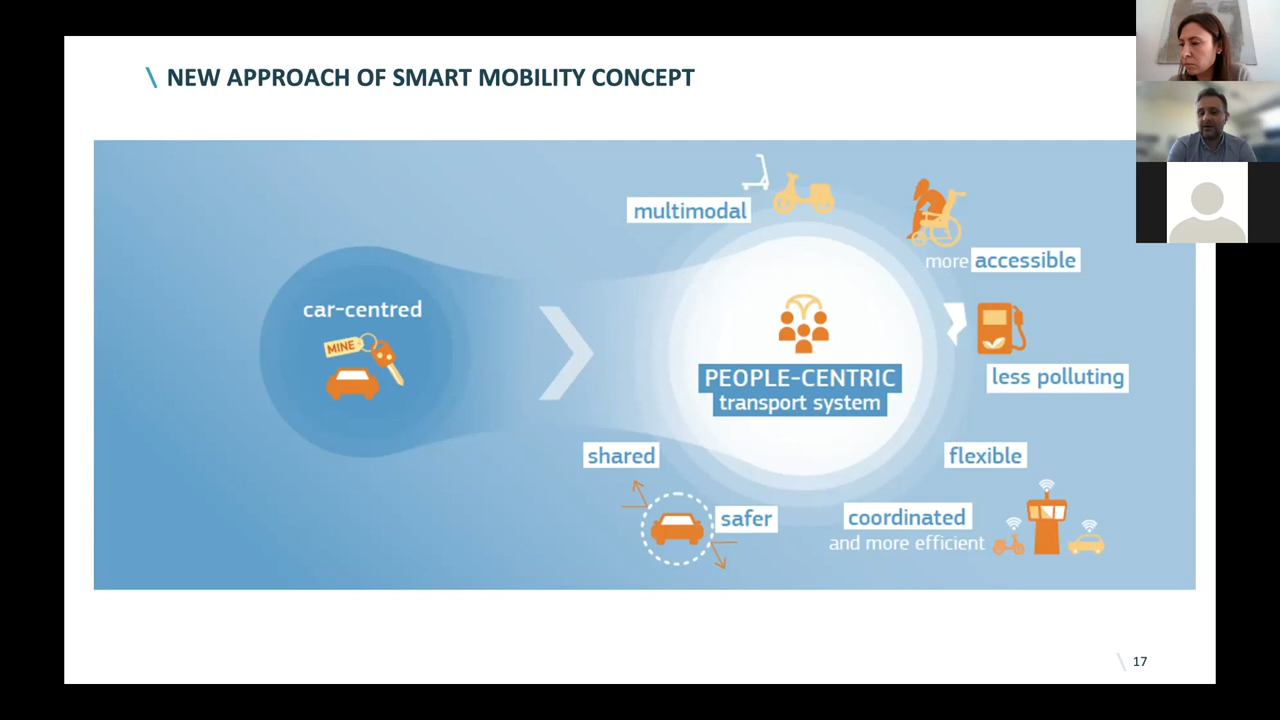 \ NEW APPROACH OF SMART MOBILITY CONCEPT
multimodal
more accessible
car-centred
MINE
PEOPLE-CENTRIC
transport system
less polluting
shared
flexible
safer
coordinated
and more efficient
\ 17